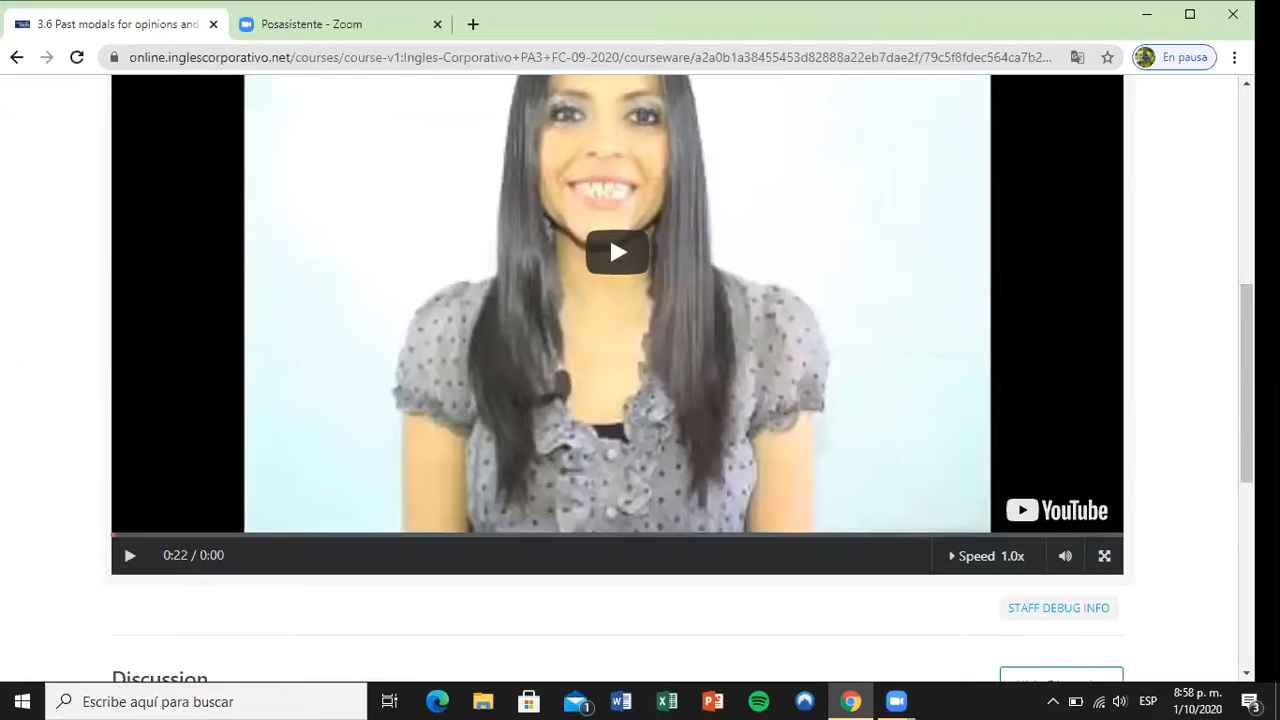 3.6 Past modals for opinions and
Posasistente - Zoom
online.inglescorporativo.net/courses/course-v1:Ingles-Corporativo+PA3+FC-09-2020/courseware/a2a0b1a38455453d82888a22eb7dae2f/79c5f8fdec564ca7b2...
En pausa
YouTube
0:22 / 0:00
Speed 1.0x
STAFF DEBUG INFO
Discussion
Escribe aquí para buscar
1
ESP
8:58 p. m.
1/10/2020
3